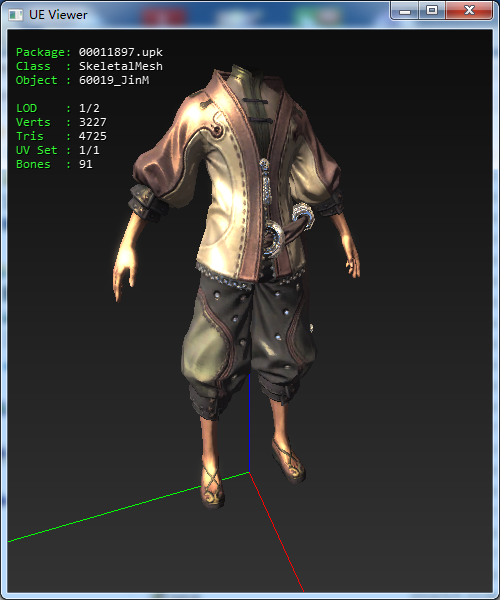 UE Viewer
Package: 00011897.upk
Class : SkeletalMesh
Object : 60019_JinM
LOD : 1/2
Verts : 3227
Tris : 4725
UV Set : 1/1
Bones : 91